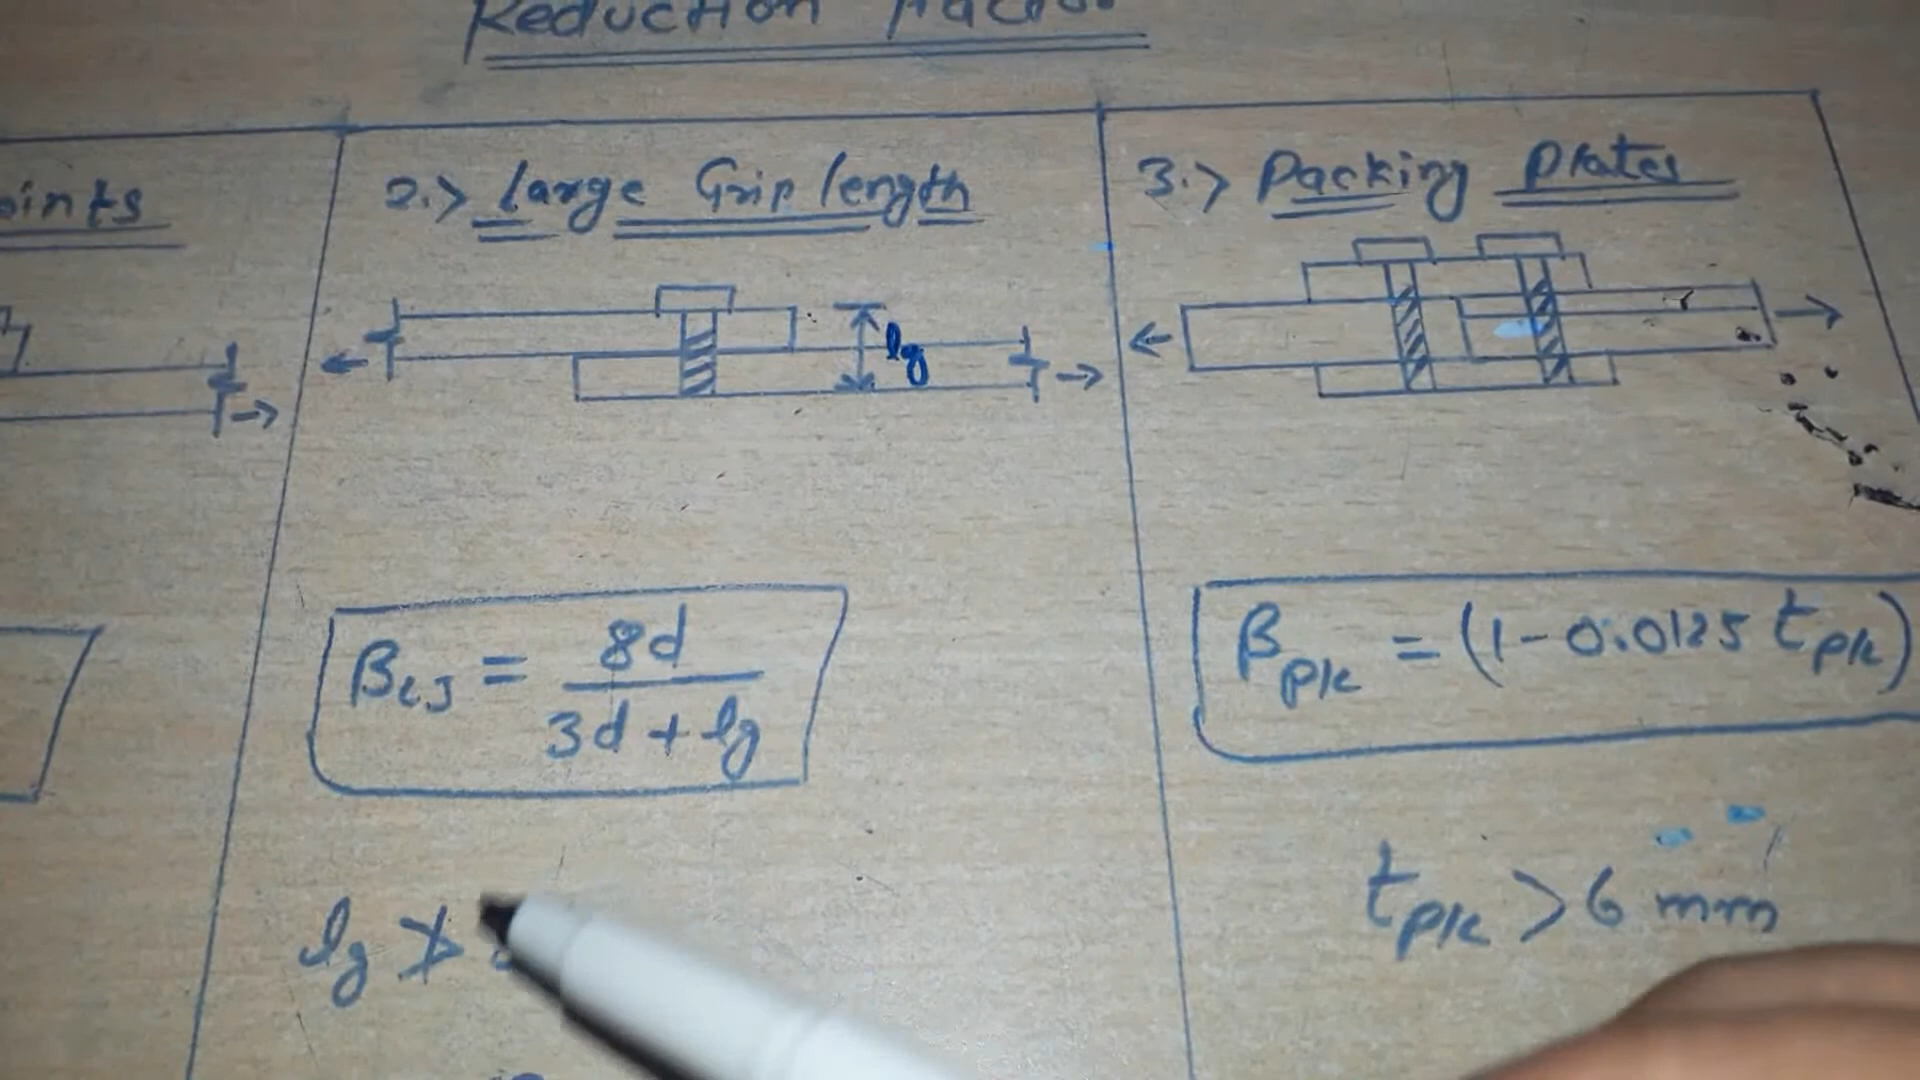 Reduction Factor
oints
2.> Large Grip length
lg
βLJ = 8d / 3d + lg
lg ≯
3.> Packing Plates
βpk = (1 - 0.0125 tpk)
tpk > 6 mm